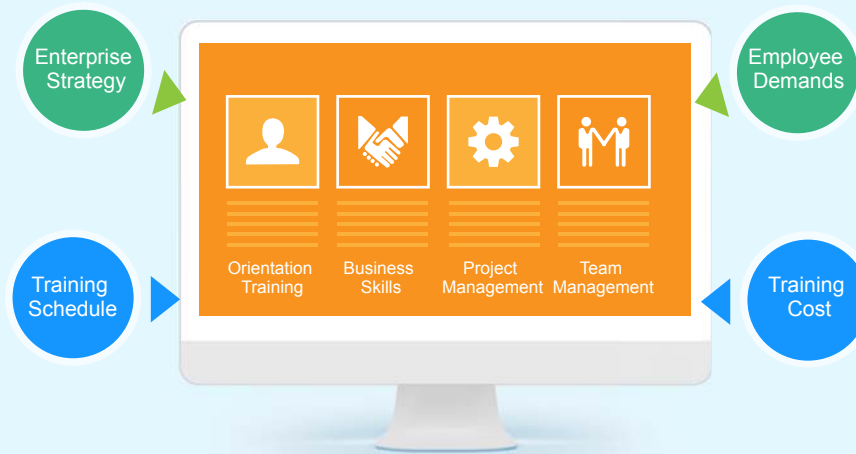 Enterprise
Strategy
Employee
Demands
Orientation
Training
Business
Skills
Project
Management
Team
Management
Training
Schedule
Training
Cost